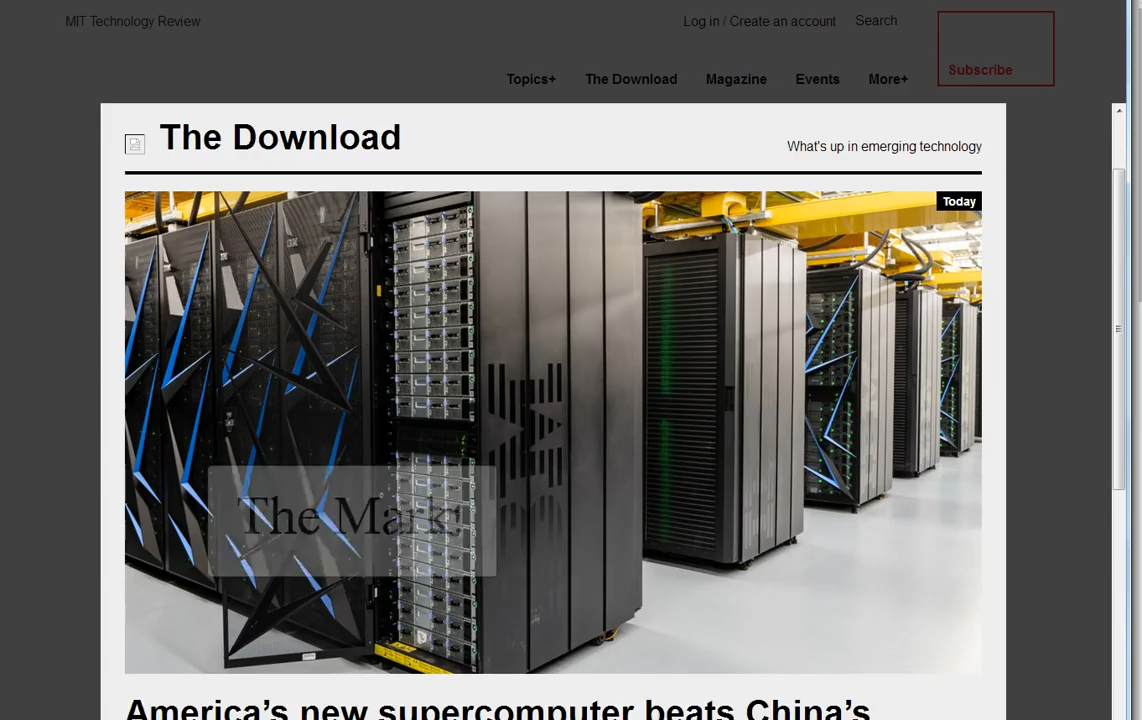 MIT Technology Review
Log in / Create an account
Search
Subscribe
Topics+
The Download
Magazine
Events
More+
The Download
What's up in emerging technology
Today
IBM
The Mark
America's new supercomputer beats China's